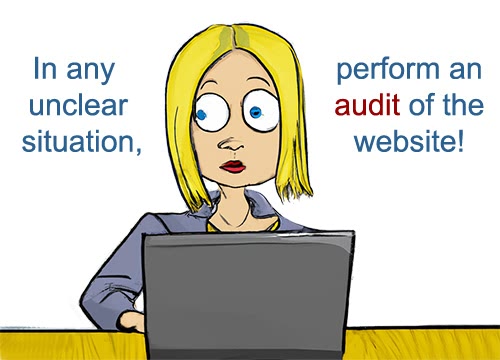 In any
unclear
situation,
perform an
audit of the
website!